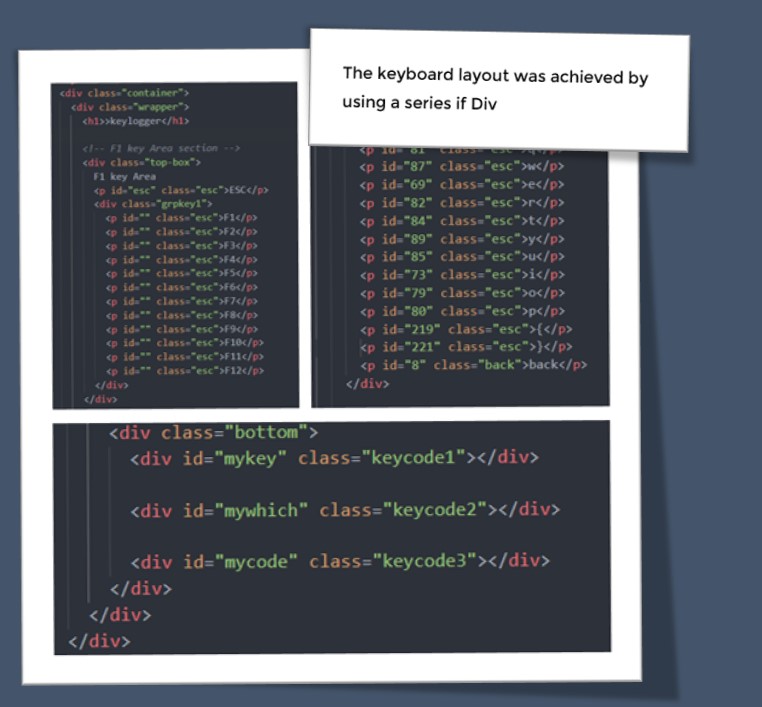 The keyboard layout was achieved by
using a series if Div
<div class="container">
<div class="wrapper">
<h1>>keylogger</h1>
<!-- F1 key Area section -->
<div class="top-box">
F1 key Area
<p id="esc" class="esc">ESC</p>
<div class="grpkey1">
<p id="" class="esc">F1</p>
<p id="" class="esc">F2</p>
<p id="" class="esc">F3</p>
<p id="" class="esc">F4</p>
<p id="" class="esc">F5</p>
<p id="" class="esc">F6</p>
<p id="" class="esc">F7</p>
<p id="" class="esc">F8</p>
<p id="" class="esc">F9</p>
<p id="" class="esc">F10</p>
<p id="" class="esc">F11</p>
<p id="" class="esc">F12</p>
</div>
</div>
<p id="81" class="esc">q</p>
<p id="87" class="esc">w</p>
<p id="69" class="esc">e</p>
<p id="82" class="esc">r</p>
<p id="84" class="esc">t</p>
<p id="89" class="esc">y</p>
<p id="85" class="esc">u</p>
<p id="73" class="esc">i</p>
<p id="79" class="esc">o</p>
<p id="80" class="esc">p</p>
<p id="219" class="esc">{</p>
<p id="221" class="esc">}</p>
<p id="8" class="back">back</p>
</div>
<div class="bottom">
<div id="mykey" class="keycode1"></div>
<div id="mywhich" class="keycode2"></div>
<div id="mycode" class="keycode3"></div>
</div>
</div>
</div>